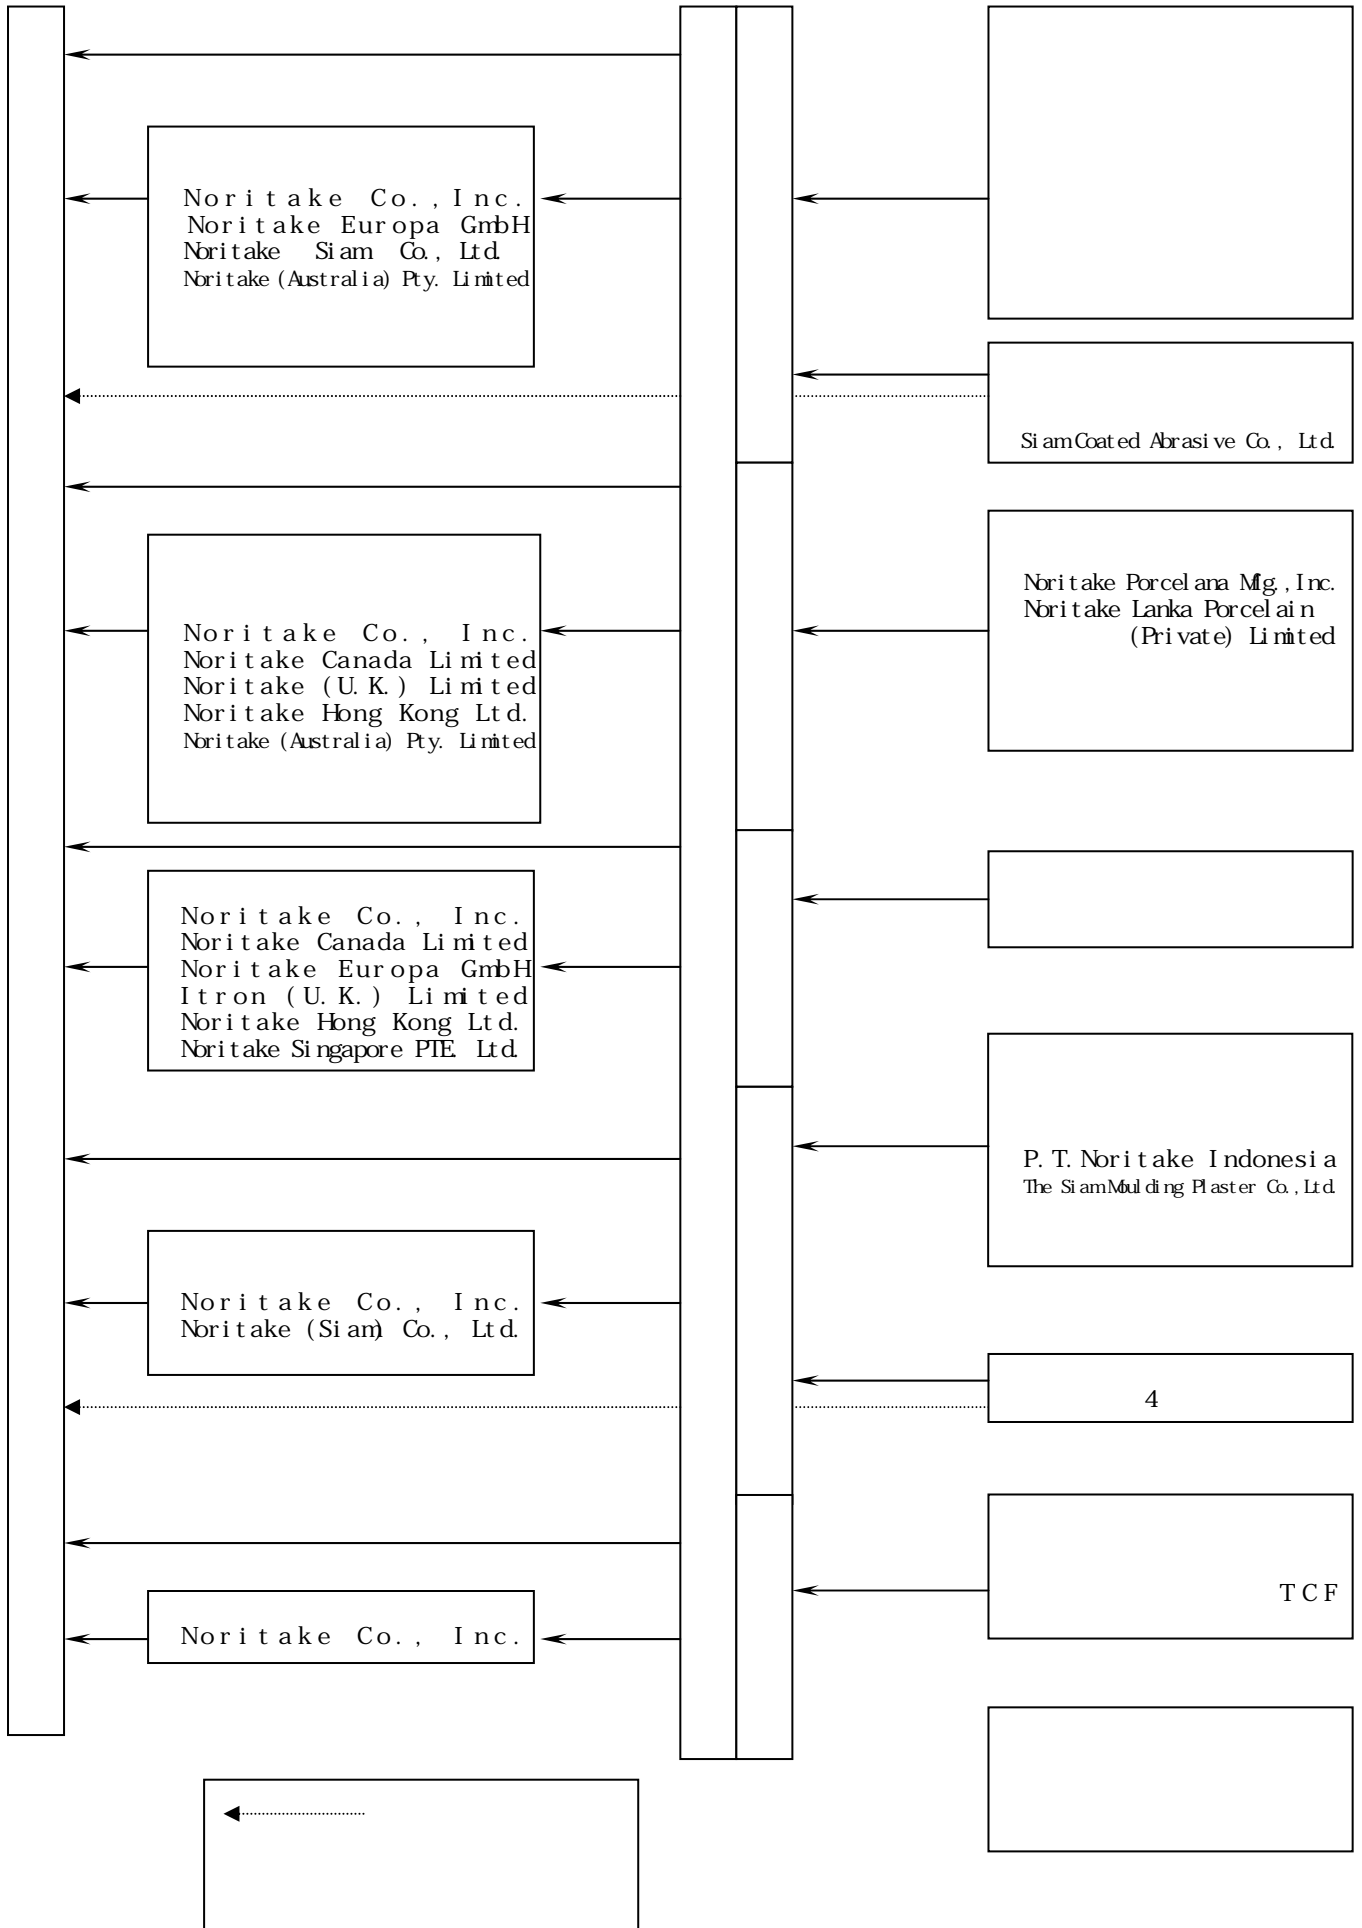 Noritake Co., Inc.
Noritake Europa GmbH
Noritake Siam Co., Ltd.
Noritake (Australia) Pty. Limited
Siam Coated Abrasive Co., Ltd.
Noritake Porcelana Mfg., Inc.
Noritake Lanka Porcelain
(Private) Limited
Noritake Co., Inc.
Noritake Canada Limited
Noritake (U.K.) Limited
Noritake Hong Kong Ltd.
Noritake (Australia) Pty. Limited
Noritake Co., Inc.
Noritake Canada Limited
Noritake Europa GmbH
Itron (U.K.) Limited
Noritake Hong Kong Ltd.
Noritake Singapore PTE. Ltd.
P.T.Noritake Indonesia
The Siam Moulding Plaster Co.,Ltd.
Noritake Co., Inc.
Noritake (Siam) Co., Ltd.
4
TCF
Noritake Co., Inc.